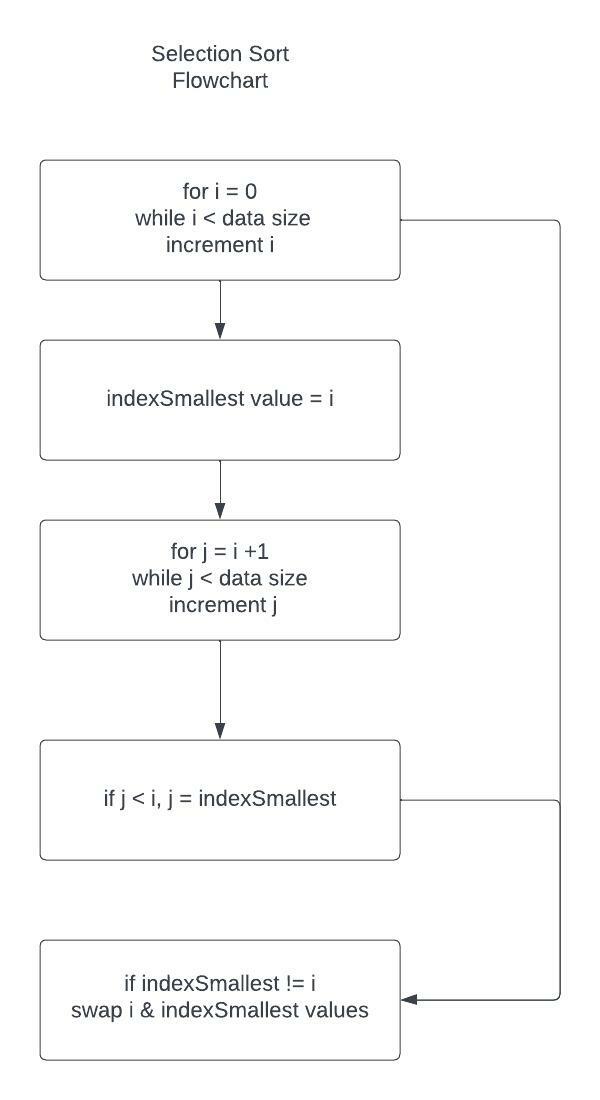 Selection Sort
Flowchart
for i = 0
while i < data size
increment i
indexSmallest value = i
for j = i +1
while j < data size
increment j
if j < i, j = indexSmallest
if indexSmallest != i
swap i & indexSmallest values